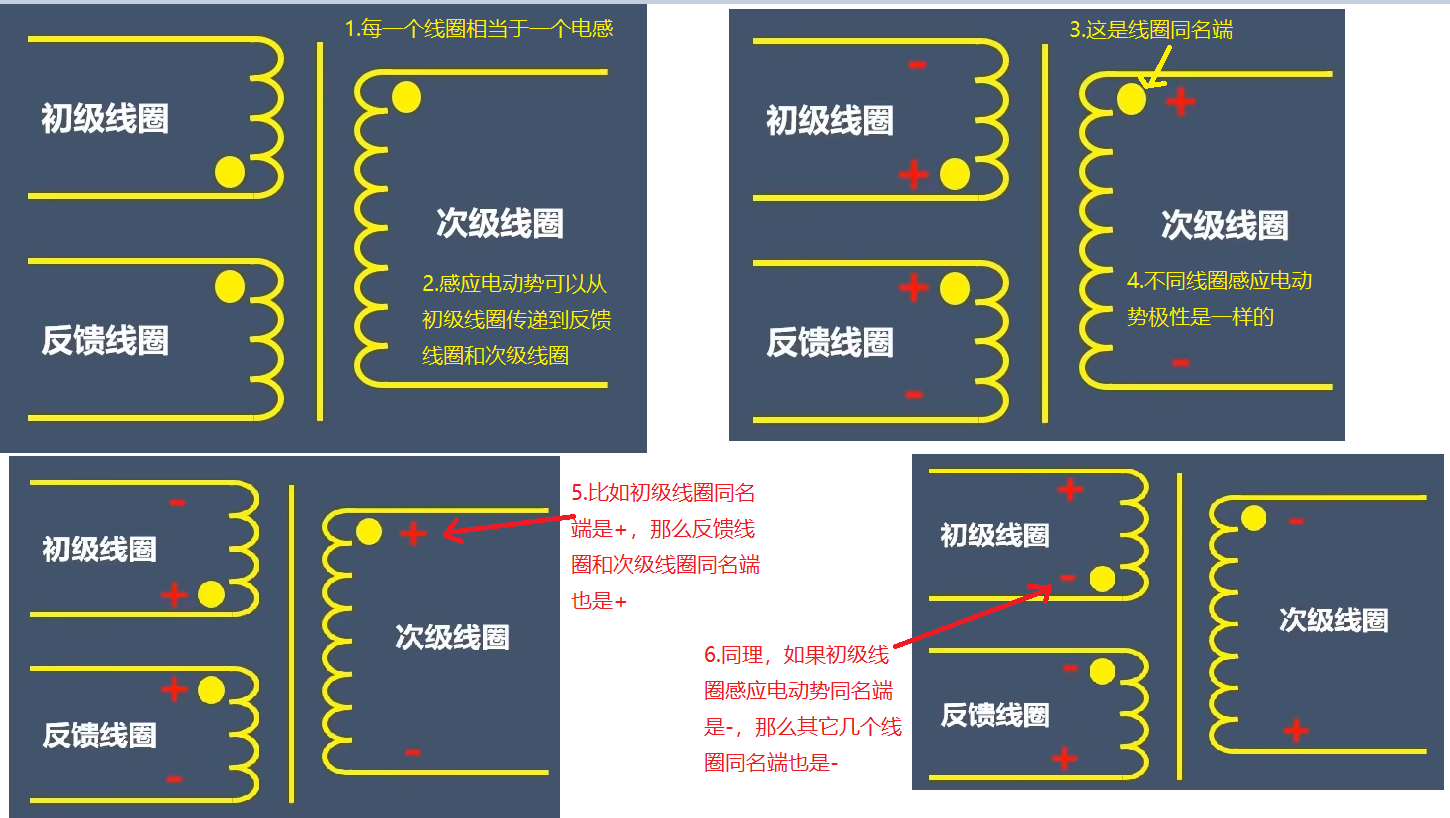 1.每一个线圈相当于一个电感
初级线圈
次级线圈
2.感应电动势可以从
初级线圈传递到反馈
线圈和次级线圈
反馈线圈
3.这是线圈同名端
-
+
初级线圈
+
次级线圈
4.不同线圈感应电动
势极性是一样的
+
反馈线圈
-
-
-
初级线圈
+
+
次级线圈
+
反馈线圈
-
-
5.比如初级线圈同名
端是+，那么反馈线
圈和次级线圈同名端
也是+
6.同理，如果初级线
圈感应电动势同名端
是-，那么其它几个线
圈同名端也是-
+
初级线圈
-
-
次级线圈
-
反馈线圈
+
+